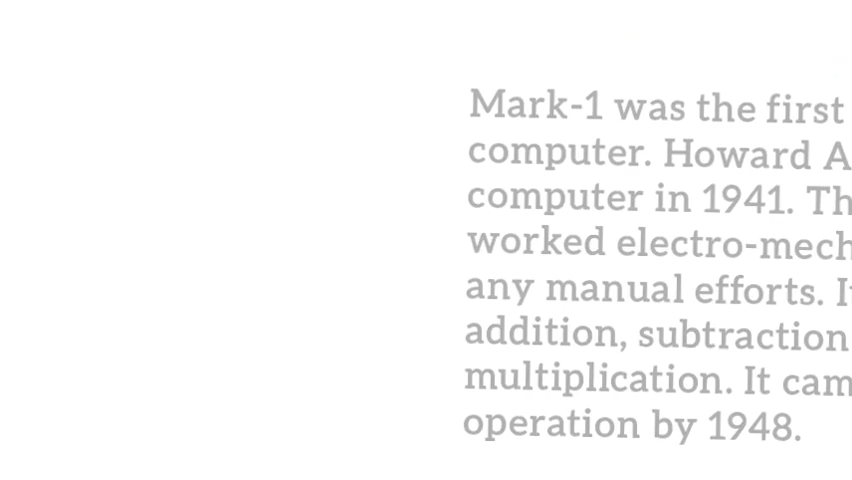 Mark-1 was the first
computer. Howard A
computer in 1941. Th
worked electro-mech
any manual efforts. I
addition, subtraction
multiplication. It cam
operation by 1948.